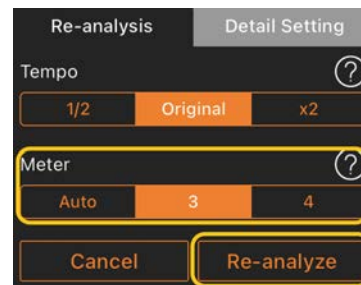 Re-analysis Detail Setting
Tempo ?
1/2 Original x2
Meter ?
Auto 3 4
Cancel Re-analyze